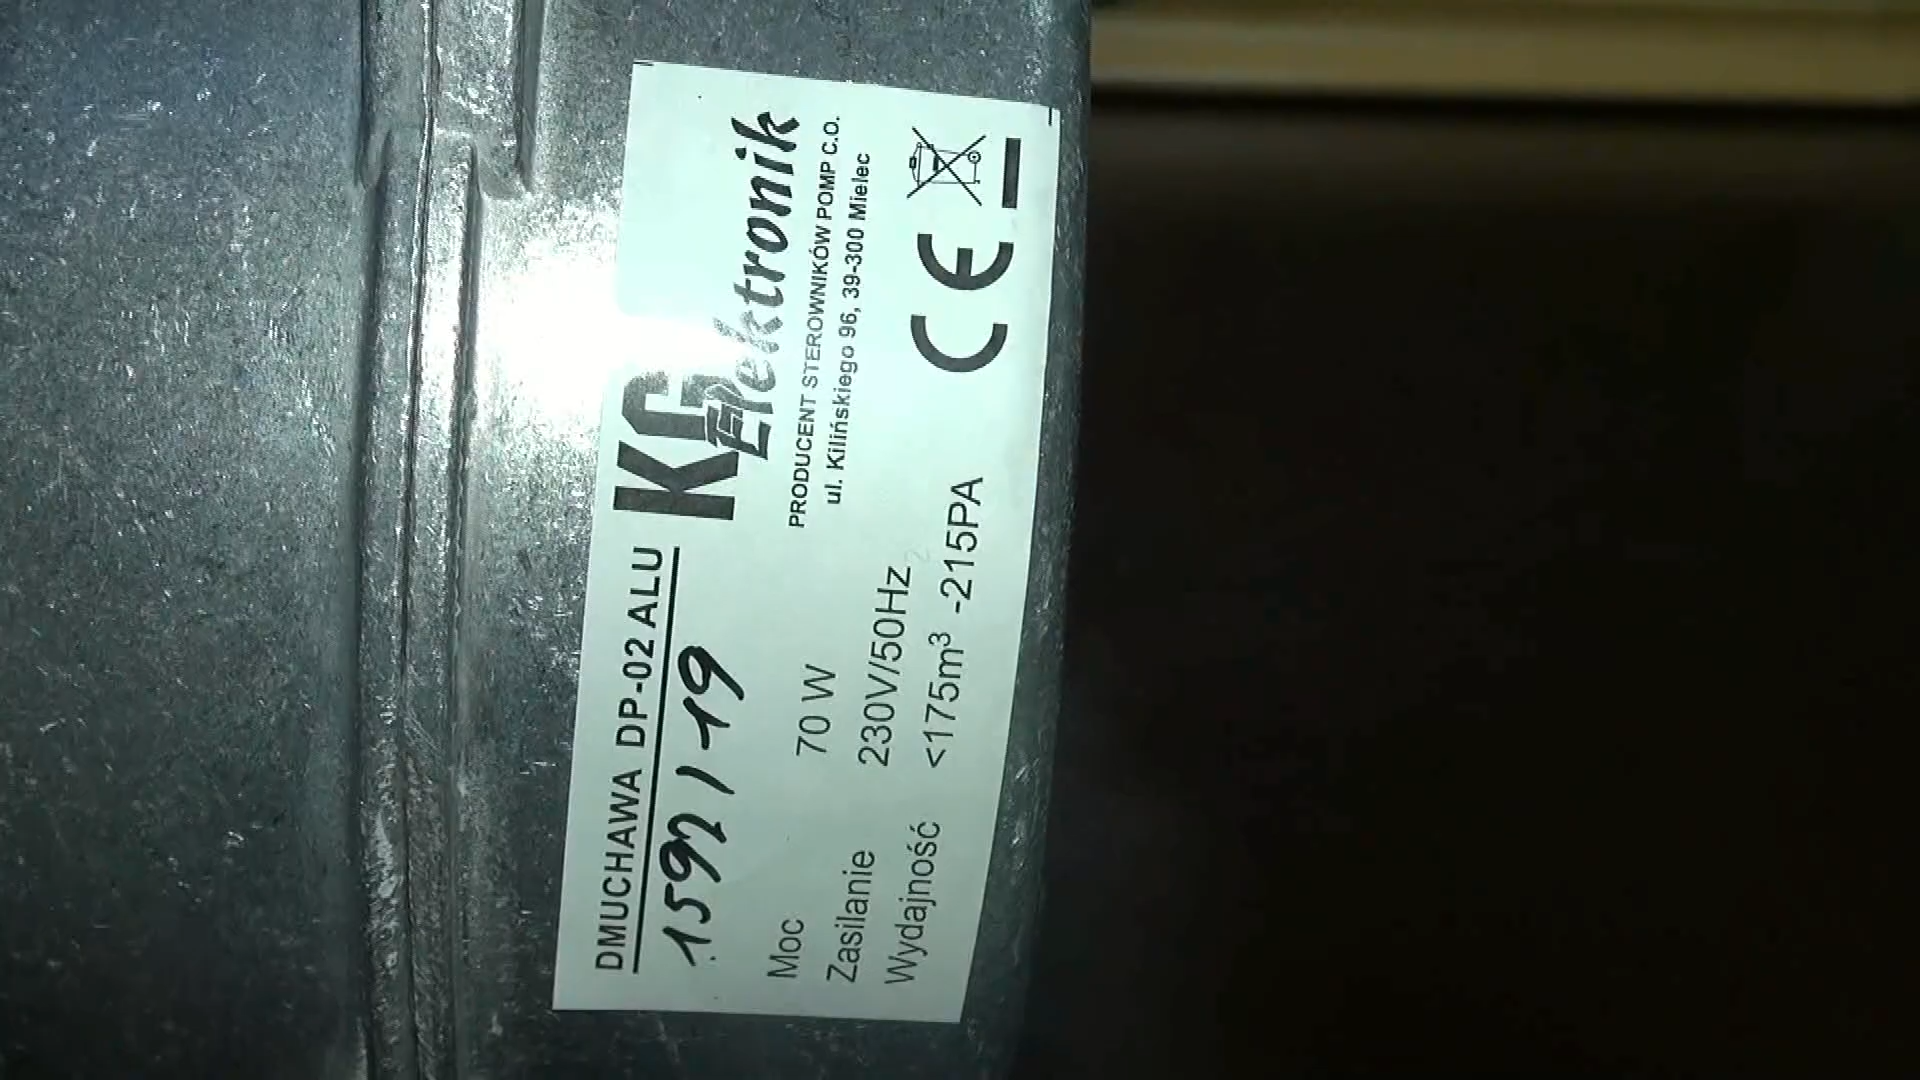 DMUCHAWA DP-02 ALU
1592/19
Moc 70 W
Zasilanie 230V/50Hz
Wydajność <175m³ -215PA
KG Elektronik
PRODUCENT STEROWNIKÓW POMP C.O.
ul. Kilińskiego 96, 39-300 Mielec
CE